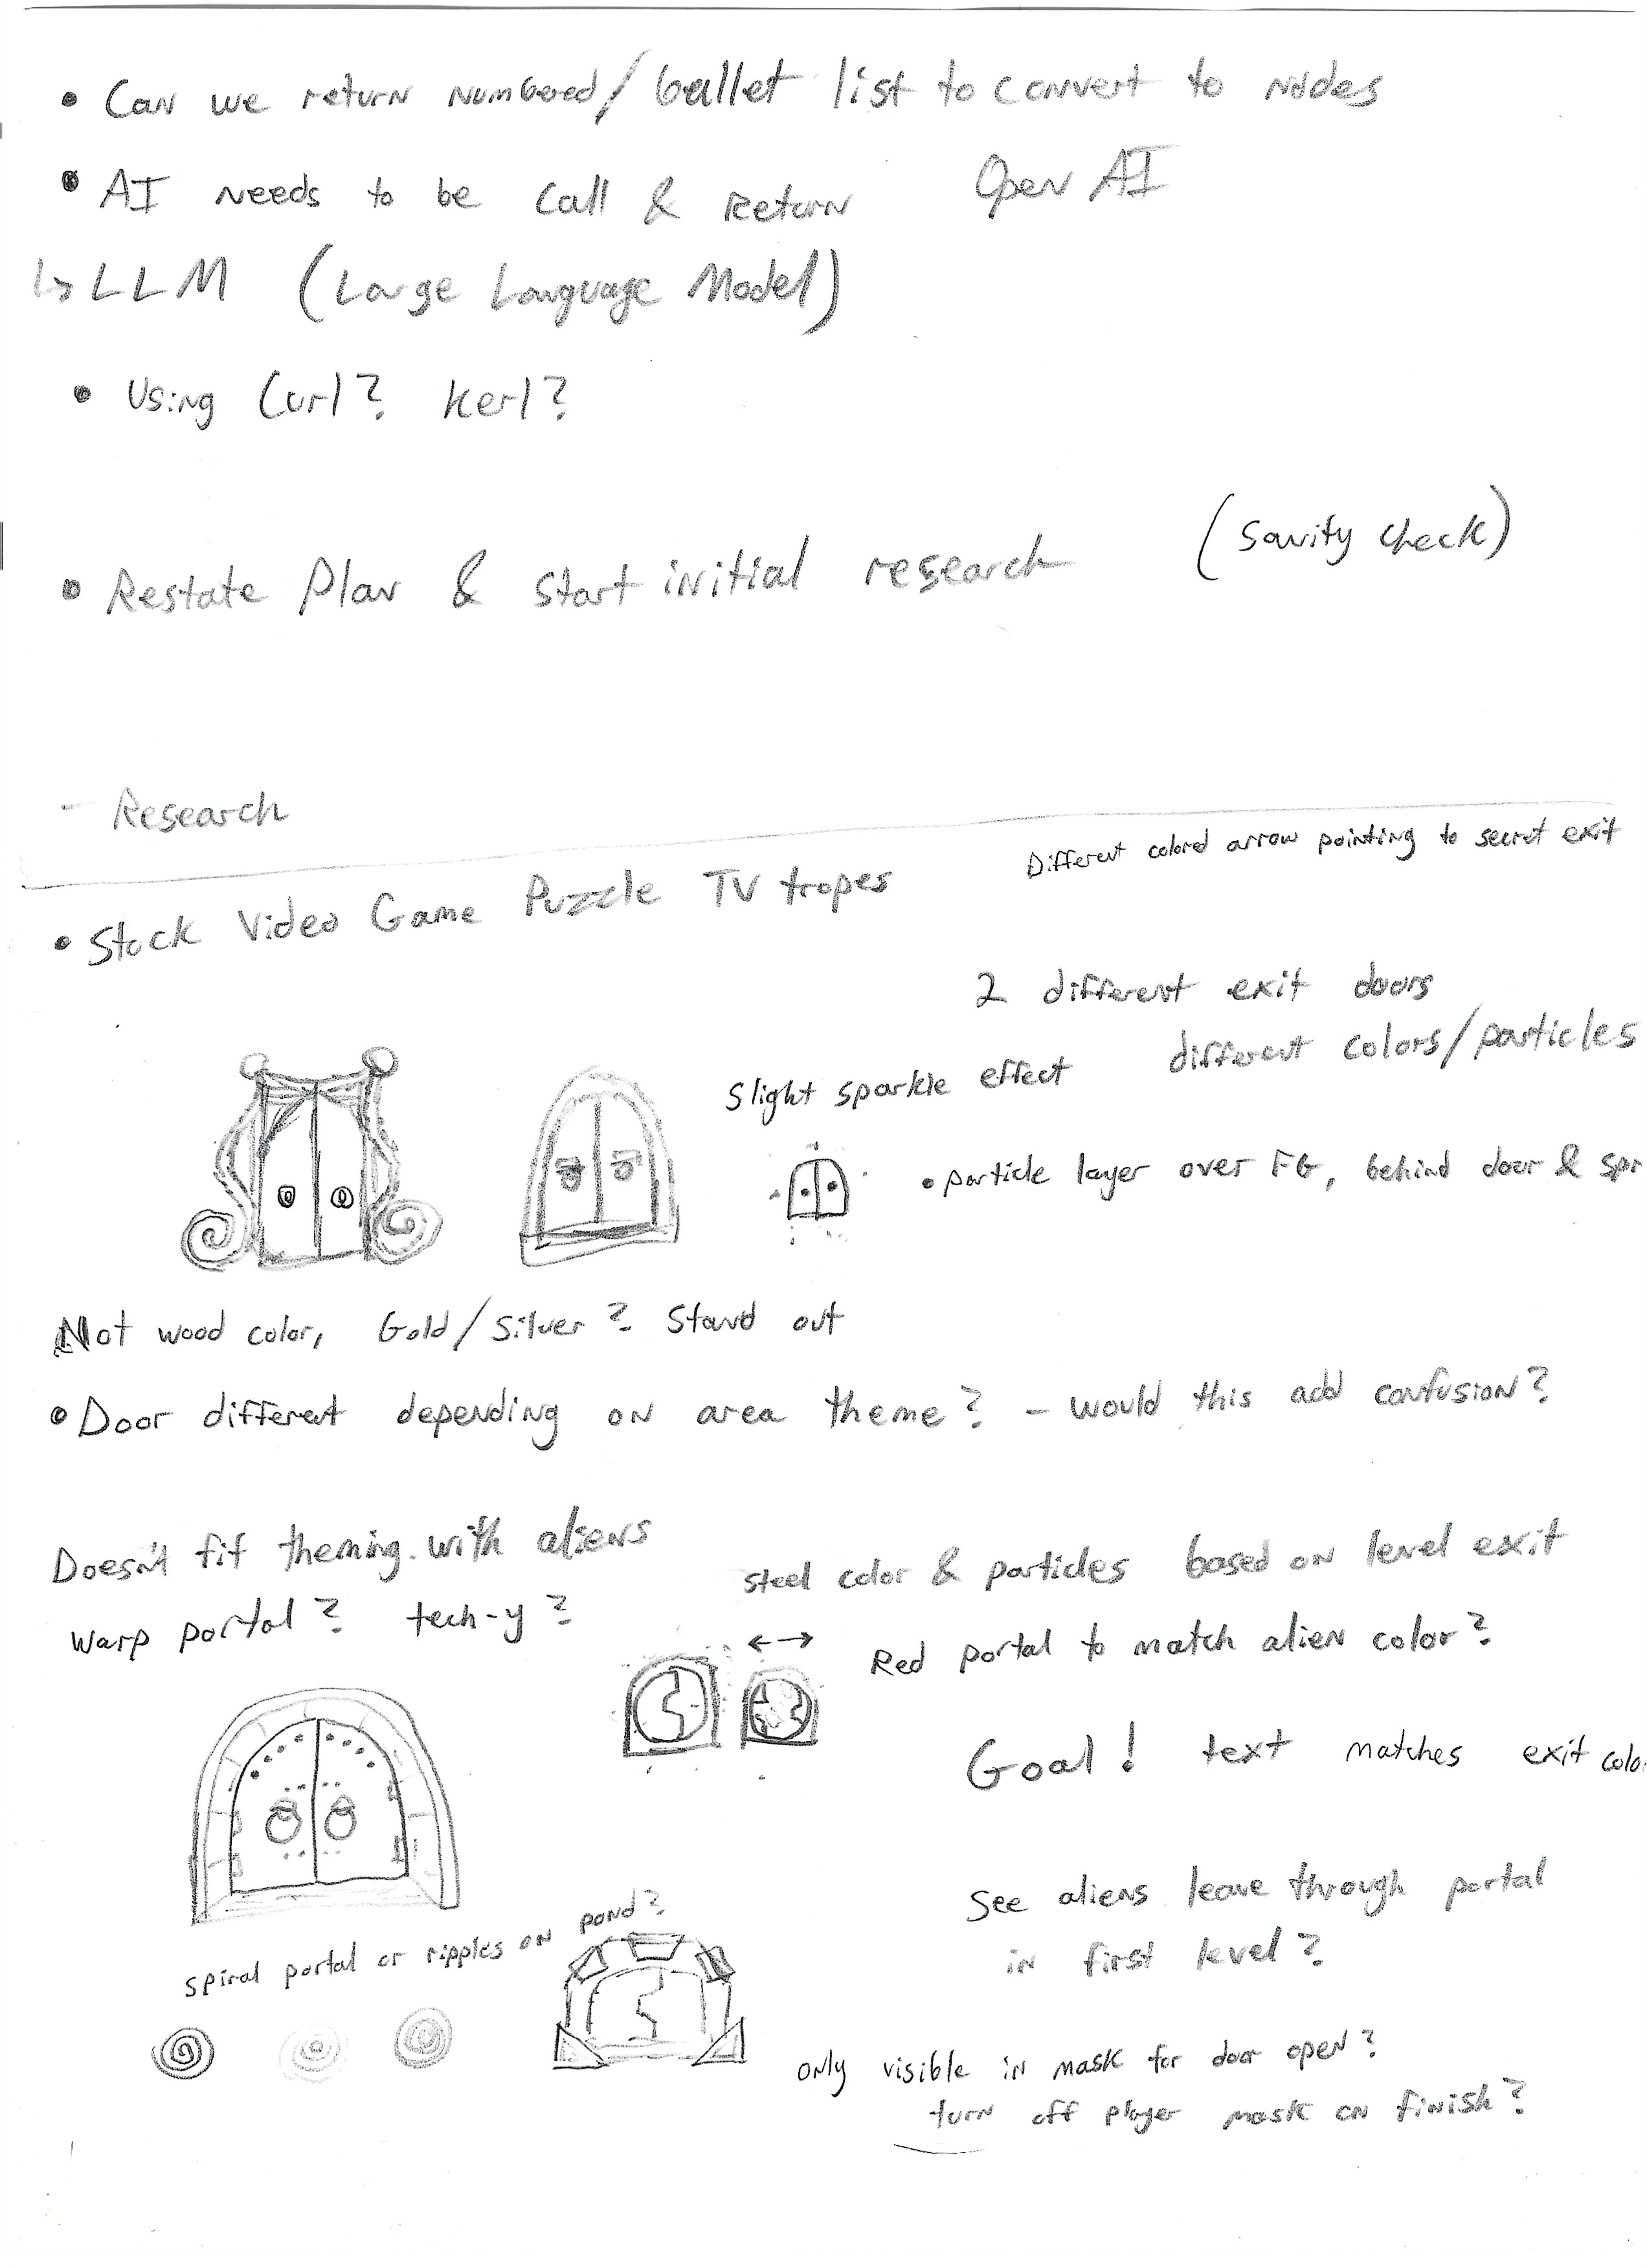 • Can we return numbered/bullet list to convert to nodes
• AI needs to be call & return
Open AI
↳ LLM (Large Language Model)
• Using Curl? Kerl?
(Sanity check)
• Restate Plan & start initial research
- Research
Different colored arrow pointing to secret exit
• Stock Video Game Puzzle TV tropes
2 different exit doors
different colors/particles
Slight sparkle effect
• particle layer over FG, behind door & spr
Not wood color, Gold/Silver? Stand out
• Door different depending on area theme? - would this add confusion?
Doesn't fit theming with aliens
warp portal? tech-y?
steel color & particles based on level exit
Red portal to match alien color?
Goal! text matches exit colo
See aliens leave through portal
in first level?
spiral portal or ripples on pond?
only visible in mask for door open?
turn off player mask on finish?